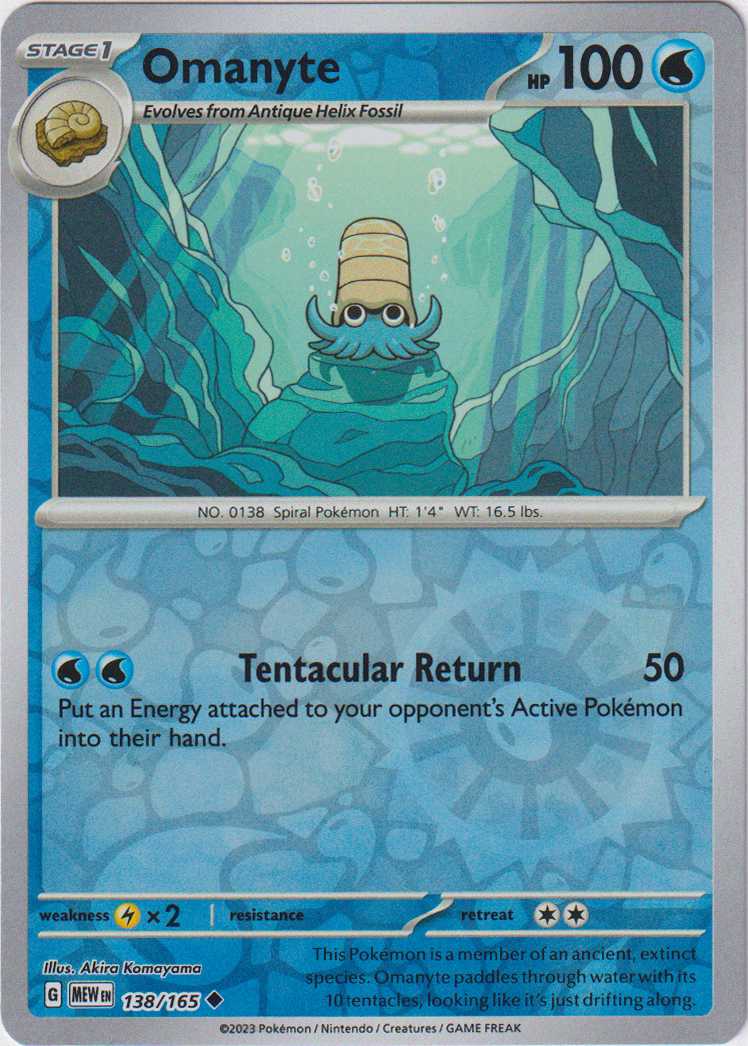 STAGE 1
Omanyte
HP 100
Evolves from Antique Helix Fossil
NO. 0138 Spiral Pokémon HT: 1'4" WT: 16.5 lbs.
Tentacular Return 50
Put an Energy attached to your opponent's Active Pokémon
into their hand.
weakness ×2 resistance retreat
Illus. Akira Komayama
This Pokémon is a member of an ancient, extinct
species. Omanyte paddles through water with its
10 tentacles, looking like it's just drifting along.
G MEW EN 138/165
©2023 Pokémon / Nintendo / Creatures / GAME FREAK